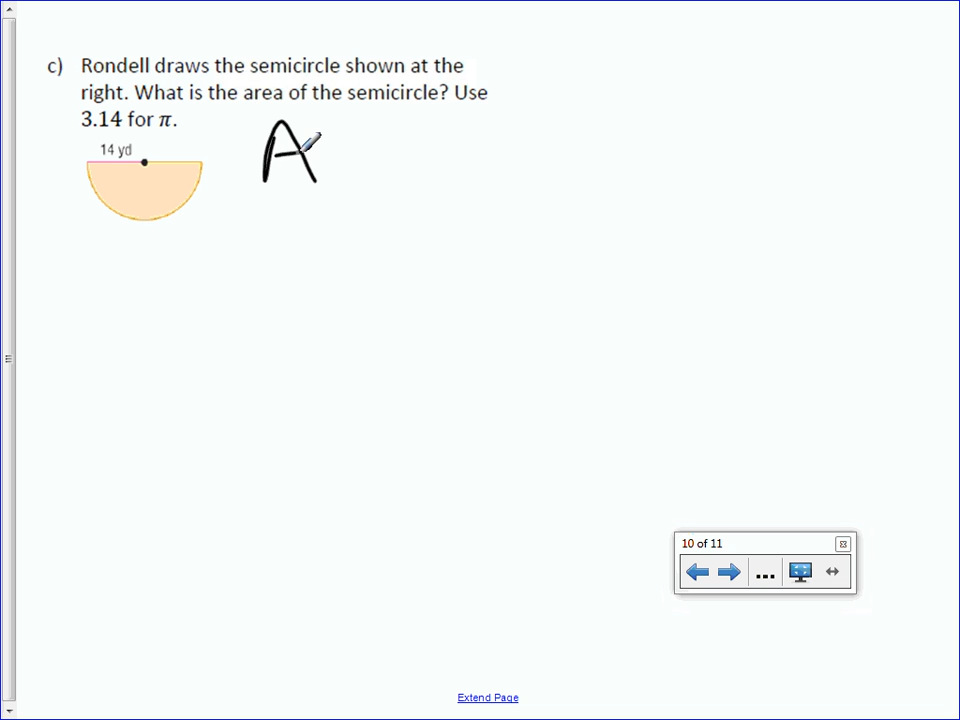 c) Rondell draws the semicircle shown at the
right. What is the area of the semicircle? Use
3.14 for π.
14 yd
A
10 of 11
...
Extend Page